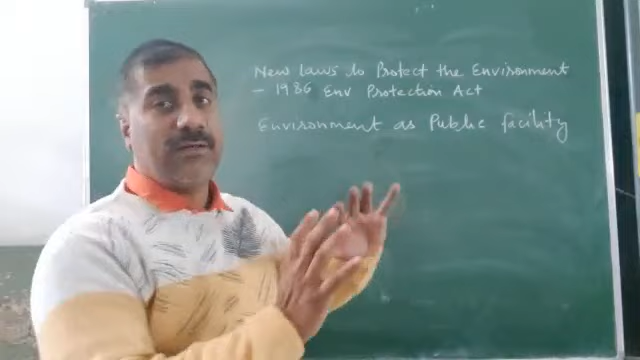 New Laws to Protect the Environment
- 1986 Env Protection Act
Environment as Public facility